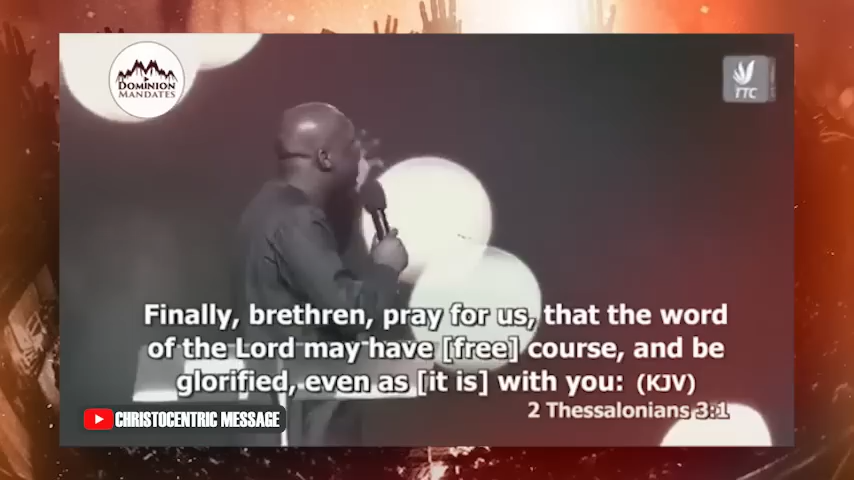 DOMINION
MANDATES
TTC
Finally, brethren, pray for us, that the word
of the Lord may have [free] course, and be
glorified, even as [it is] with you: (KJV)
2 Thessalonians 3:1
CHRISTOCENTRIC MESSAGE